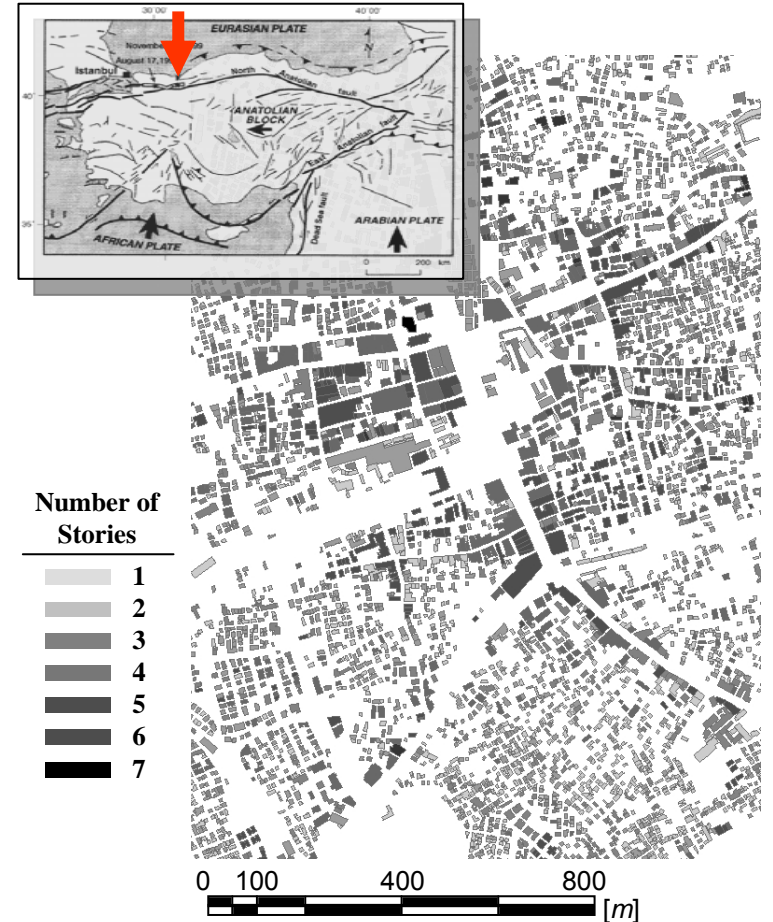 30°00'
40°00'
EURASIAN PLATE
N
November
99
August 17, 19
Istanbul
North
Anatolian
fault
40
ANATOLIAN
BLOCK
East
Anatolian
fault
Dead Sea fault
35
ARABIAN PLATE
AFRICAN PLATE
0 200 km
Number of
Stories
1
2
3
4
5
6
7
0 100 400 800
[m]